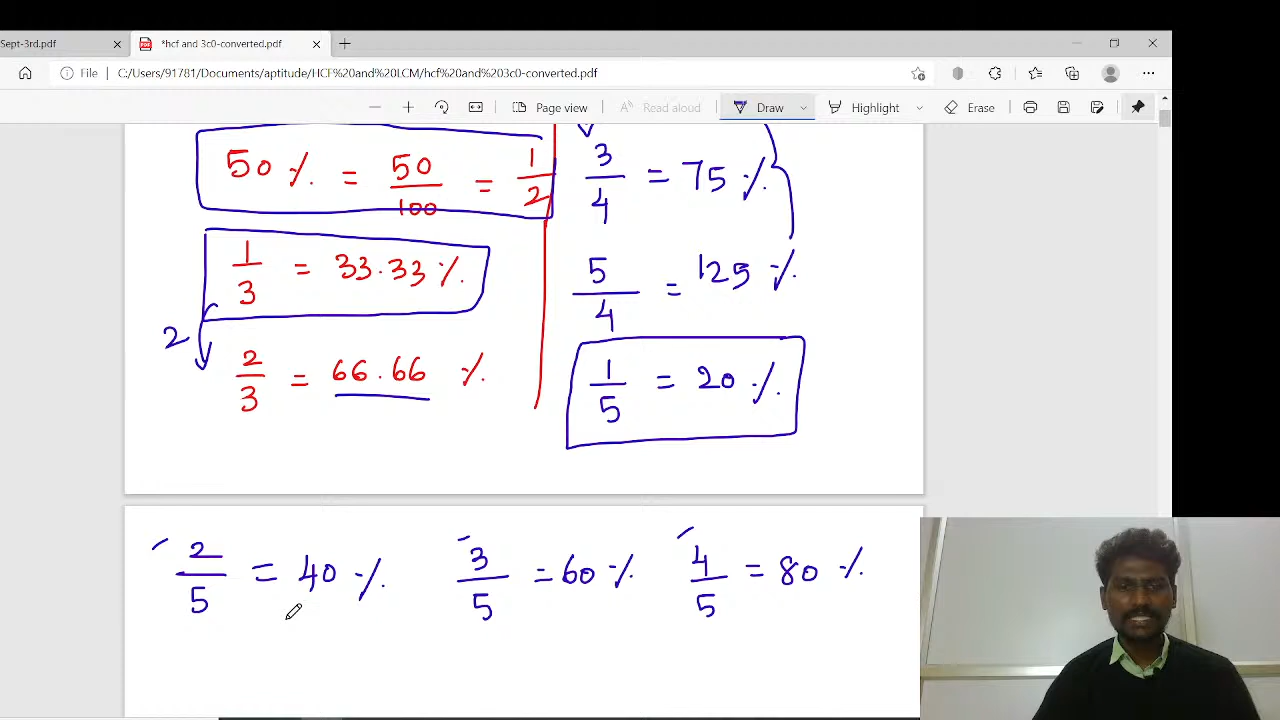 Sept-3rd.pdf
*hcf and 3c0-converted.pdf
File C:/Users/91781/Documents/aptitude/HCF%20and%20LCM/hcf%20and%203c0-converted.pdf
Page view Read aloud Draw Highlight Erase
50 % = 50/100 = 1/2
1/3 = 33.33 %.
2
2/3 = 66.66 %
3/4 = 75 %
5/4 = 125 %
1/5 = 20 %
2/5 = 40 % 3/5 = 60 % 4/5 = 80 %